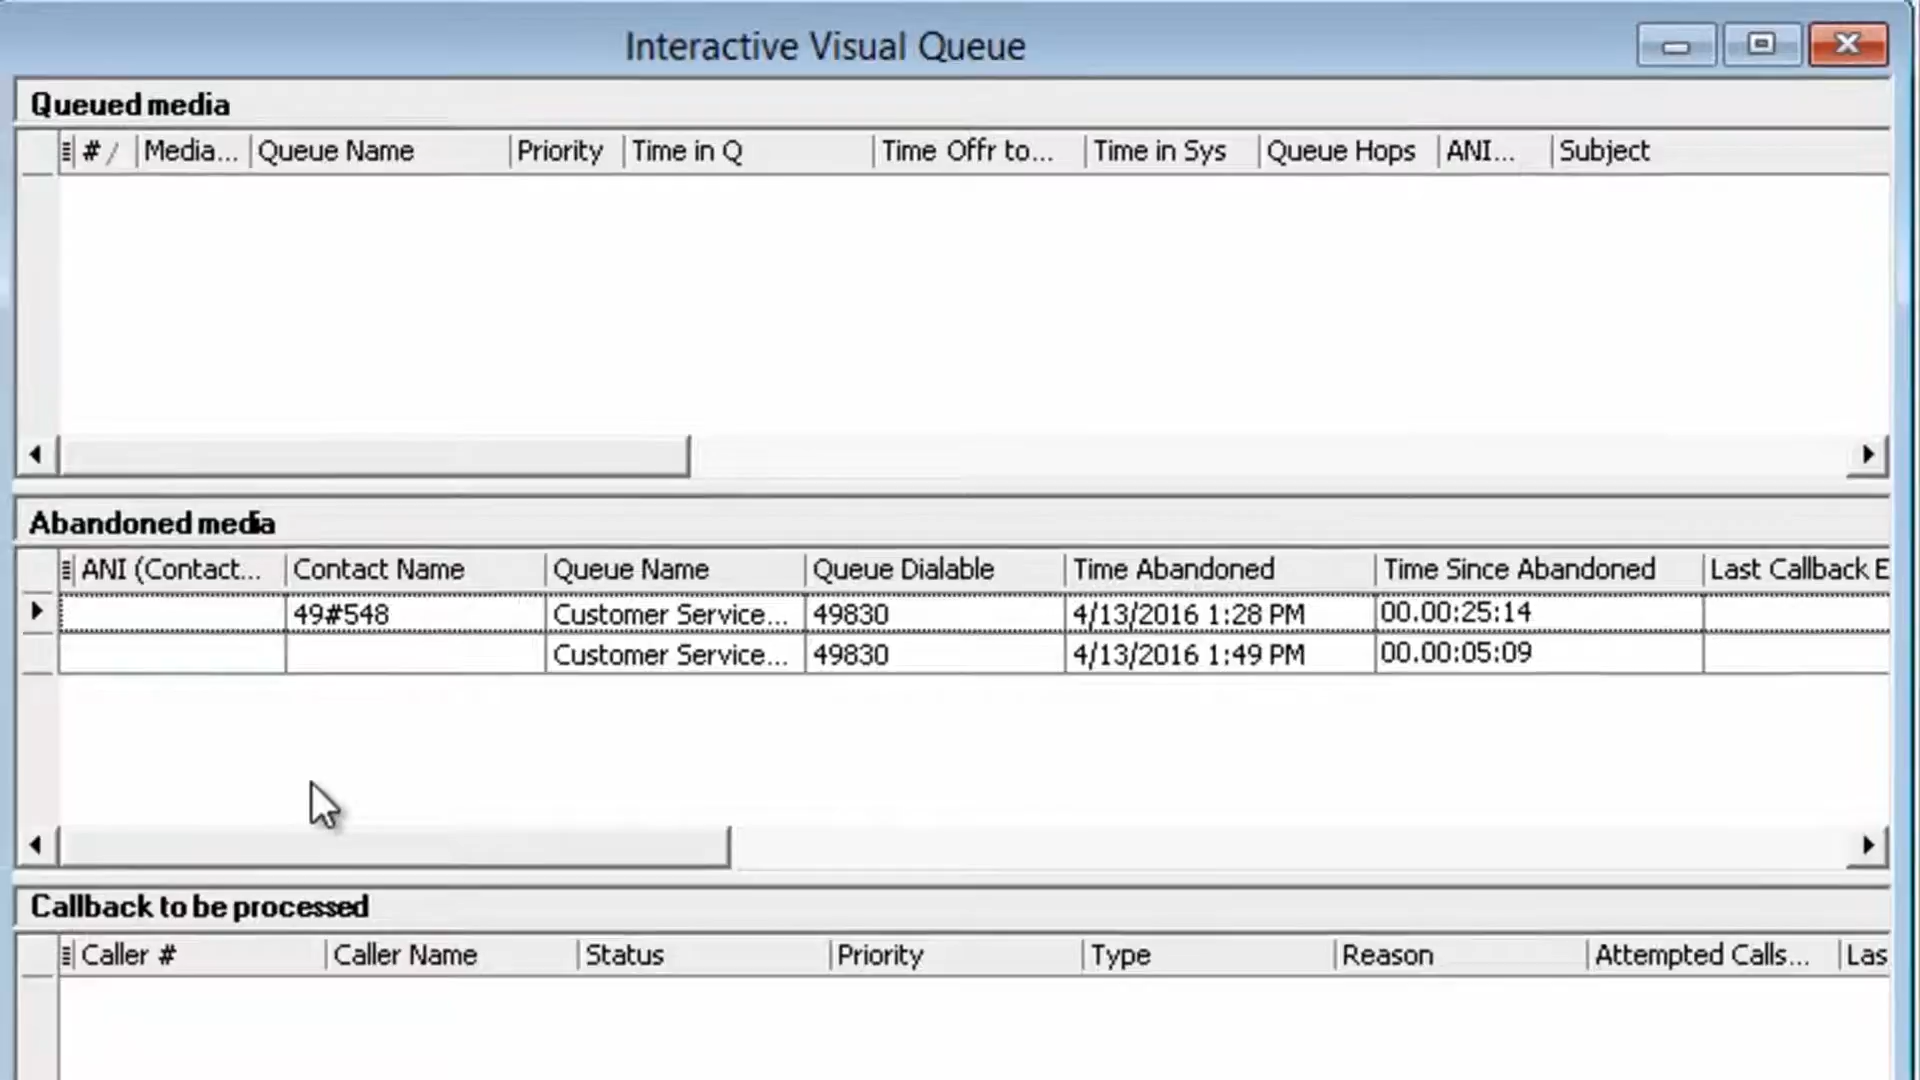 Interactive Visual Queue
Queued media
# Media... Queue Name Priority Time in Q Time Offr to... Time in Sys Queue Hops ANI... Subject
Abandoned media
ANI (Contact... Contact Name Queue Name Queue Dialable Time Abandoned Time Since Abandoned Last Callback E
49#548 Customer Service... 49830 4/13/2016 1:28 PM 00.00:25:14
Customer Service... 49830 4/13/2016 1:49 PM 00.00:05:09
Callback to be processed
Caller # Caller Name Status Priority Type Reason Attempted Calls... Las